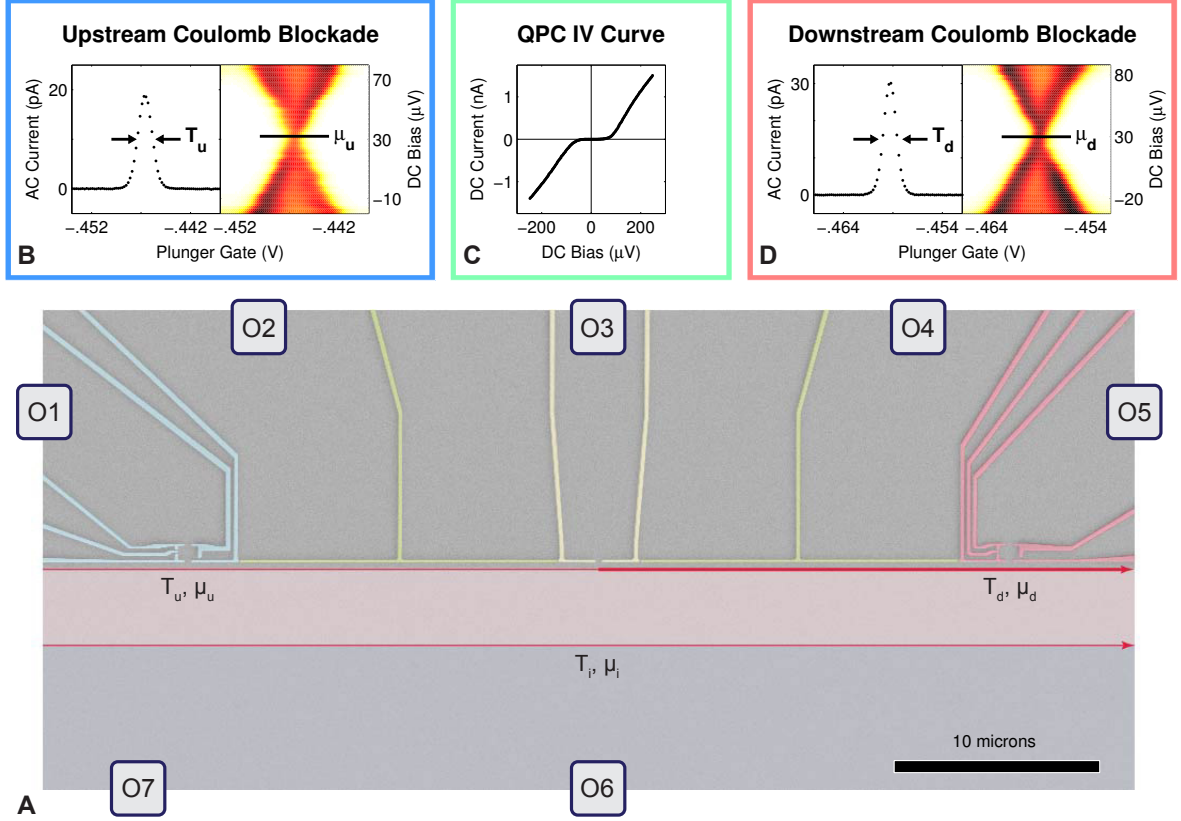 Upstream Coulomb Blockade
AC Current (pA)
20
0
T_u
μ_u
70
30
−10
DC Bias (μV)
−.452
−.442
−.452
−.442
Plunger Gate (V)
B
QPC IV Curve
DC Current (nA)
1
0
−1
−200
0
200
DC Bias (μV)
C
Downstream Coulomb Blockade
AC Current (pA)
30
15
0
T_d
μ_d
80
30
−20
DC Bias (μV)
−.464
−.454
−.464
−.454
Plunger Gate (V)
D
O1
O2
O3
O4
O5
T_u, μ_u
T_d, μ_d
T_i, μ_i
10 microns
O7
O6
A